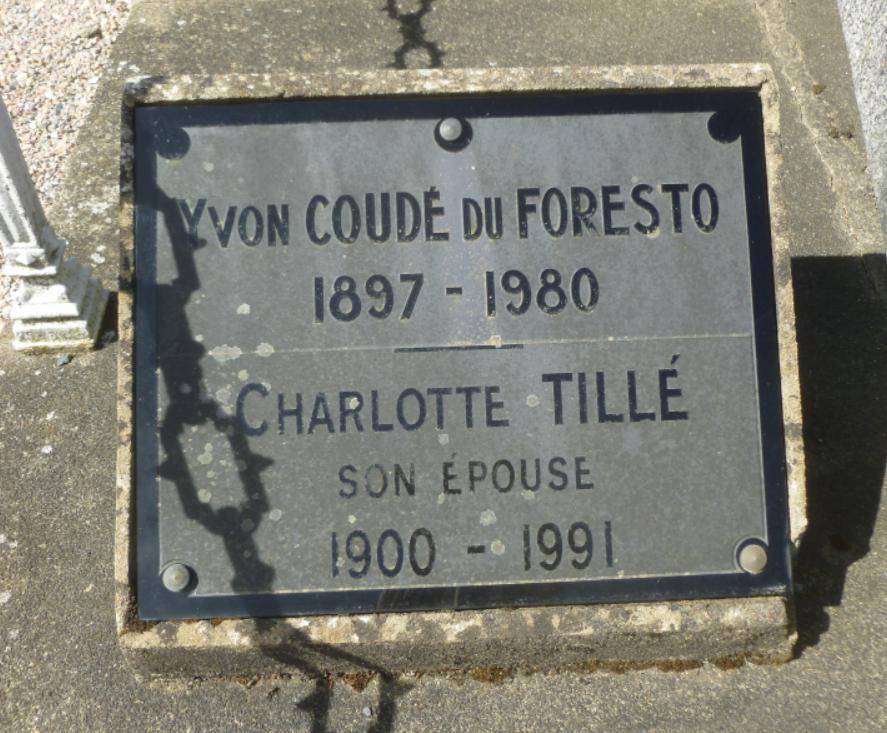 YVON COUDÉ DU FORESTO
1897 - 1980
CHARLOTTE TILLÉ
SON ÉPOUSE
1900 - 1991